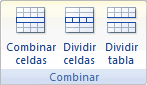 Combinar celdas
Dividir celdas
Dividir tabla
Combinar